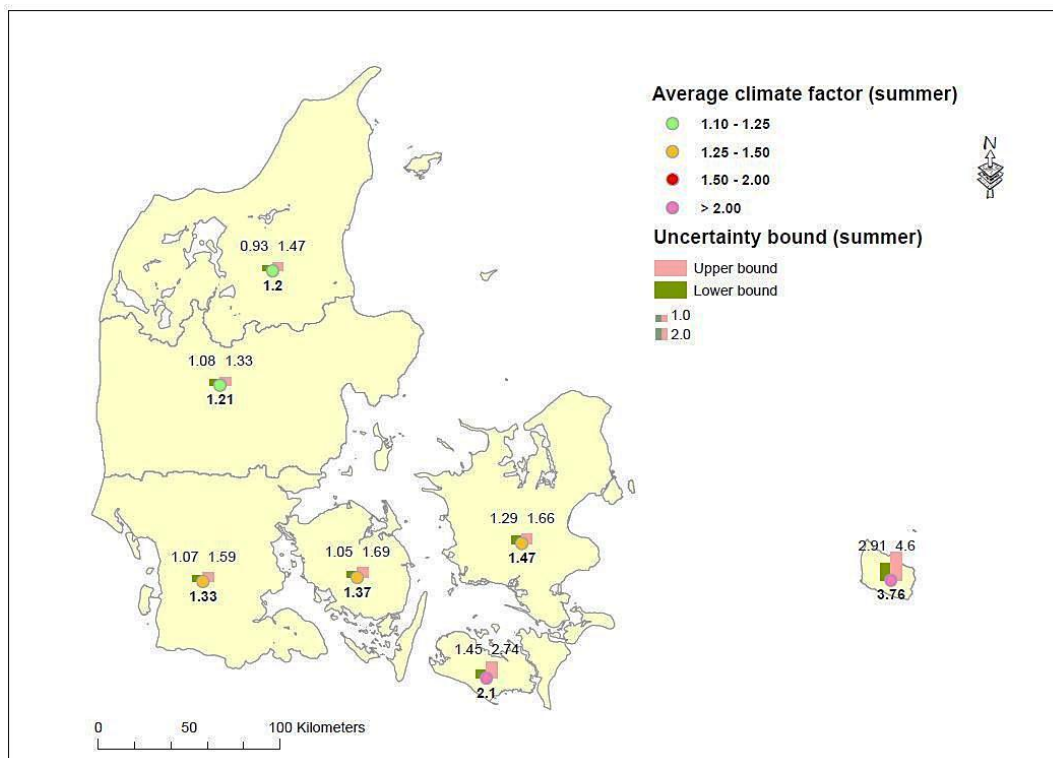 Average climate factor (summer)
1.10 - 1.25
1.25 - 1.50
1.50 - 2.00
> 2.00
N
Uncertainty bound (summer)
Upper bound
Lower bound
1.0
2.0
0.93 1.47
1.2
1.08 1.33
1.21
1.29 1.66
1.47
1.07 1.59
1.33
1.05 1.69
1.37
2.91 4.6
3.76
1.45 2.74
2.1
0 50 100 Kilometers